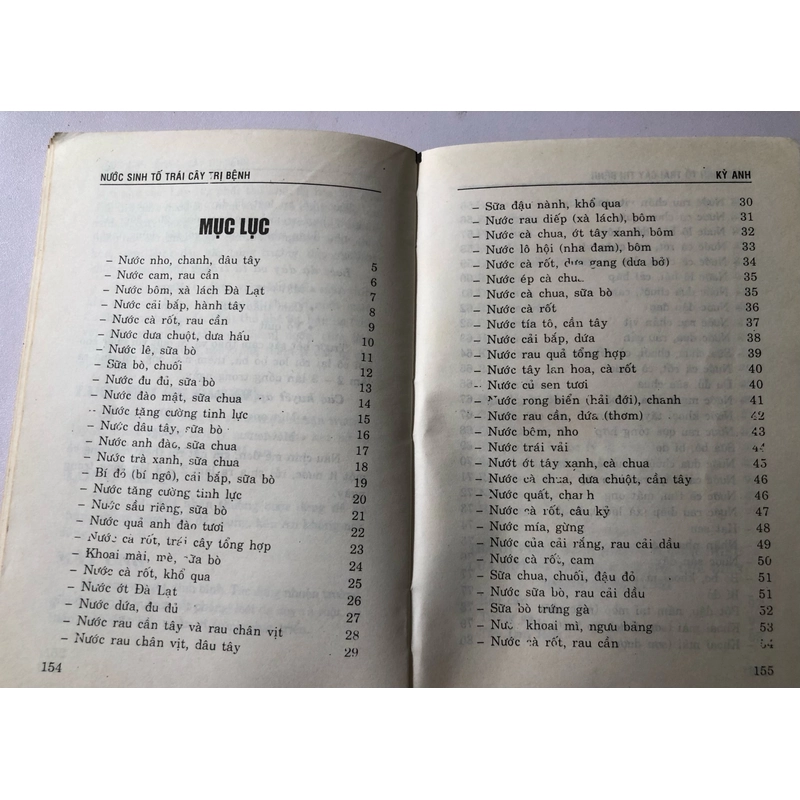 NƯỚC SINH TỐ TRÁI CÂY TRỊ BỆNH
MỤC LỤC
– Nước nho, chanh, dâu tây 5
– Nước cam, rau cần 6
– Nước bôm, xà lách Đà Lạt 7
– Nước cải bắp, hành tây 8
– Nước cà rốt, rau cần 9
– Nước dưa chuột, dưa hấu 10
– Nước lê, sữa bò 11
– Sữa bò, chuối 12
– Nước đu đủ, sữa bò 13
– Nước đào mật, sữa chua 14
– Nước tăng cường tinh lực 15
– Nước dâu tây, sữa bò 16
– Nước anh đào, sữa chua 17
– Nước trà xanh, sữa chua 18
– Bí đỏ (bí ngô), cải bắp, sữa bò 19
– Nước tăng cường tinh lực 20
– Nước sầu riêng, sữa bò 21
– Nước quả anh đào tươi 22
– Nước cà rốt, trái cây tổng hợp 23
– Khoai mài, mè, sữa bò 24
– Nước cà rốt, khổ qua 25
– Nước ớt Đà Lạt 26
– Nước dứa, đu đủ 27
– Nước rau cần tây và rau chân vịt 28
– Nước rau chân vịt, dâu tây 29
154
KỲ ANH
– Sữa đậu nành, khổ qua 30
– Nước rau diếp (xà lách), bôm 31
– Nước cà chua, ớt tây xanh, bôm 32
– Nước lô hội (nha đam), bôm 33
– Nước cà rốt, dưa gang (dưa bở) 34
– Nước ép cà chua 35
– Nước cà chua, sữa bò 35
– Nước cà rốt 36
– Nước tía tô, cần tây 37
– Nước cải bắp, dứa 38
– Nước rau quả tổng hợp 39
– Nước tây lan hoa, cà rốt 40
– Nước củ sen tươi 40
– Nước rong biển (hải đới), chanh 41
– Nước rau cần, dứa (thơm) 42
– Nước bêm, nho 43
– Nước trái vải 44
– Nướt ớt tây xanh, cà chua 45
– Nước cà chua, dưa chuột, cần tây 46
– Nước quất, chanh 46
– Nước cà rốt, câu kỷ 47
– Nước mía, gừng 48
– Nước của cải rắng, rau cải dầu 49
– Nước cà rốt, cam 50
– Sữa chua, chuối, đậu đỏ 51
– Nước sữa bò, rau cải dầu 51
– Sữa bò trứng gà 52
– Nước khoai mì, ngưu bảng 53
– Nước cà rốt, rau cần 54
155